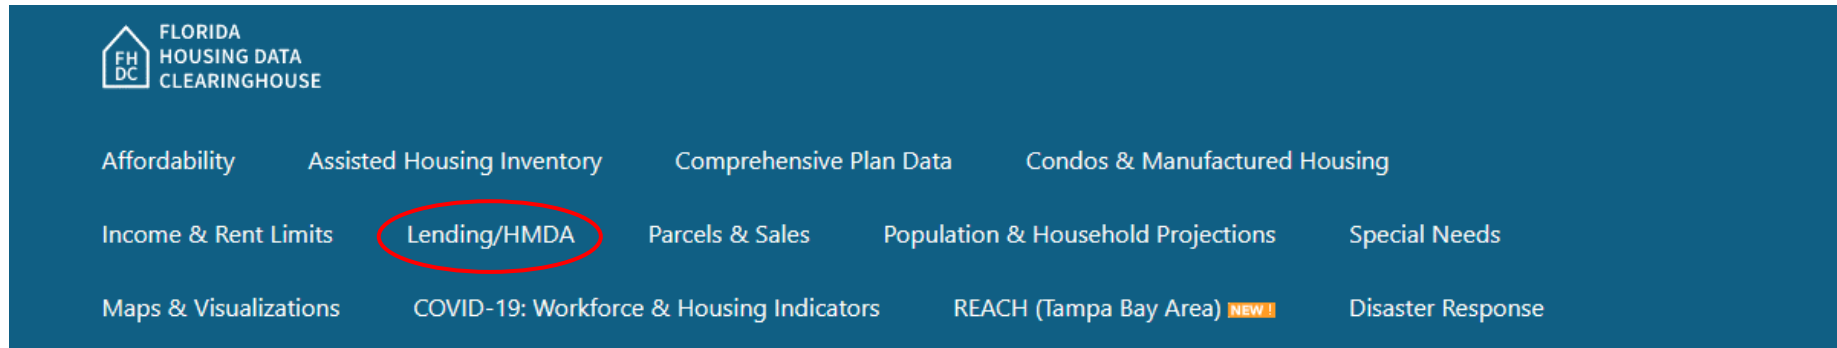 FLORIDA
HOUSING DATA
CLEARINGHOUSE
FH
DC
Affordability Assisted Housing Inventory Comprehensive Plan Data Condos & Manufactured Housing
Income & Rent Limits Lending/HMDA Parcels & Sales Population & Household Projections Special Needs
Maps & Visualizations COVID-19: Workforce & Housing Indicators REACH (Tampa Bay Area) NEW! Disaster Response